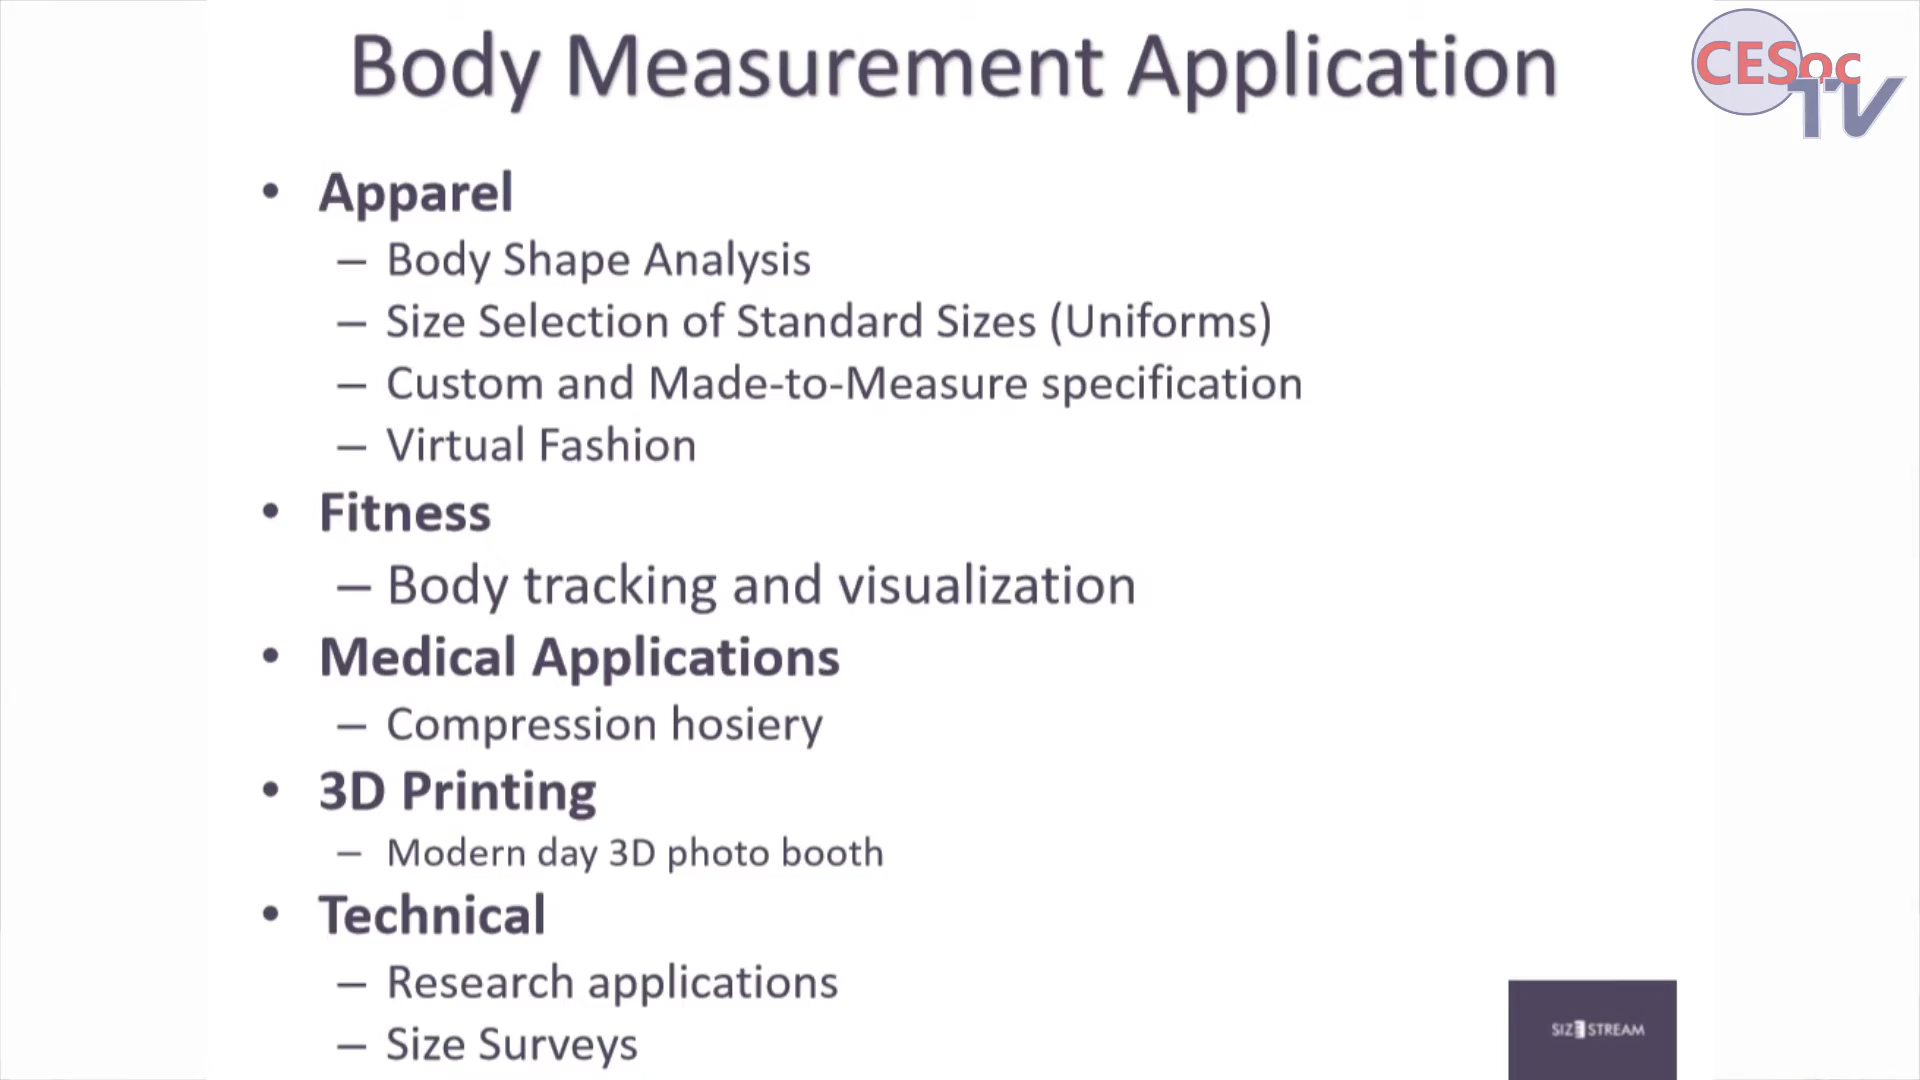 Body Measurement Application
CESoc
TV
• Apparel
– Body Shape Analysis
– Size Selection of Standard Sizes (Uniforms)
– Custom and Made-to-Measure specification
– Virtual Fashion
• Fitness
– Body tracking and visualization
• Medical Applications
– Compression hosiery
• 3D Printing
– Modern day 3D photo booth
• Technical
– Research applications
– Size Surveys
SIZE STREAM